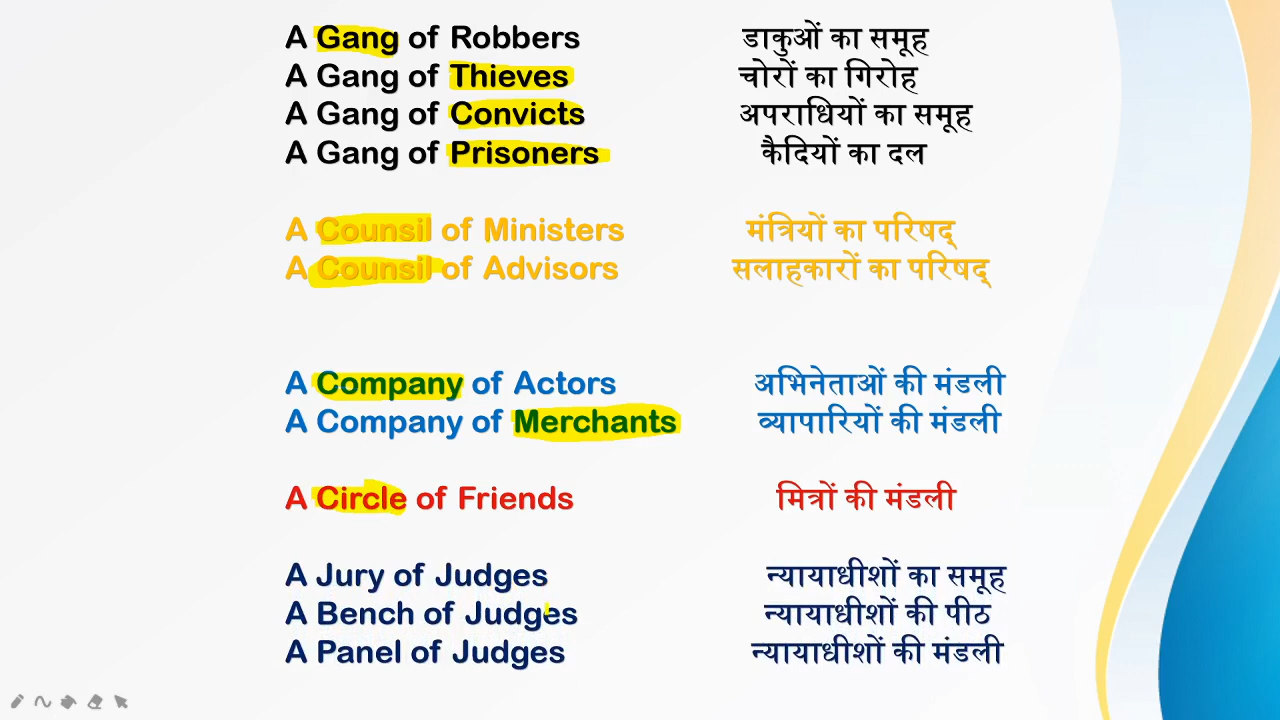 A Gang of Robbers डाकुओं का समूह
A Gang of Thieves चोरों का गिरोह
A Gang of Convicts अपराधियों का समूह
A Gang of Prisoners कैदियों का दल
A Counsil of Ministers मंत्रियों का परिषद्
A Counsil of Advisors सलाहकारों का परिषद्
A Company of Actors अभिनेताओं की मंडली
A Company of Merchants व्यापारियों की मंडली
A Circle of Friends मित्रों की मंडली
A Jury of Judges न्यायाधीशों का समूह
A Bench of Judges न्यायाधीशों की पीठ
A Panel of Judges न्यायाधीशों की मंडली